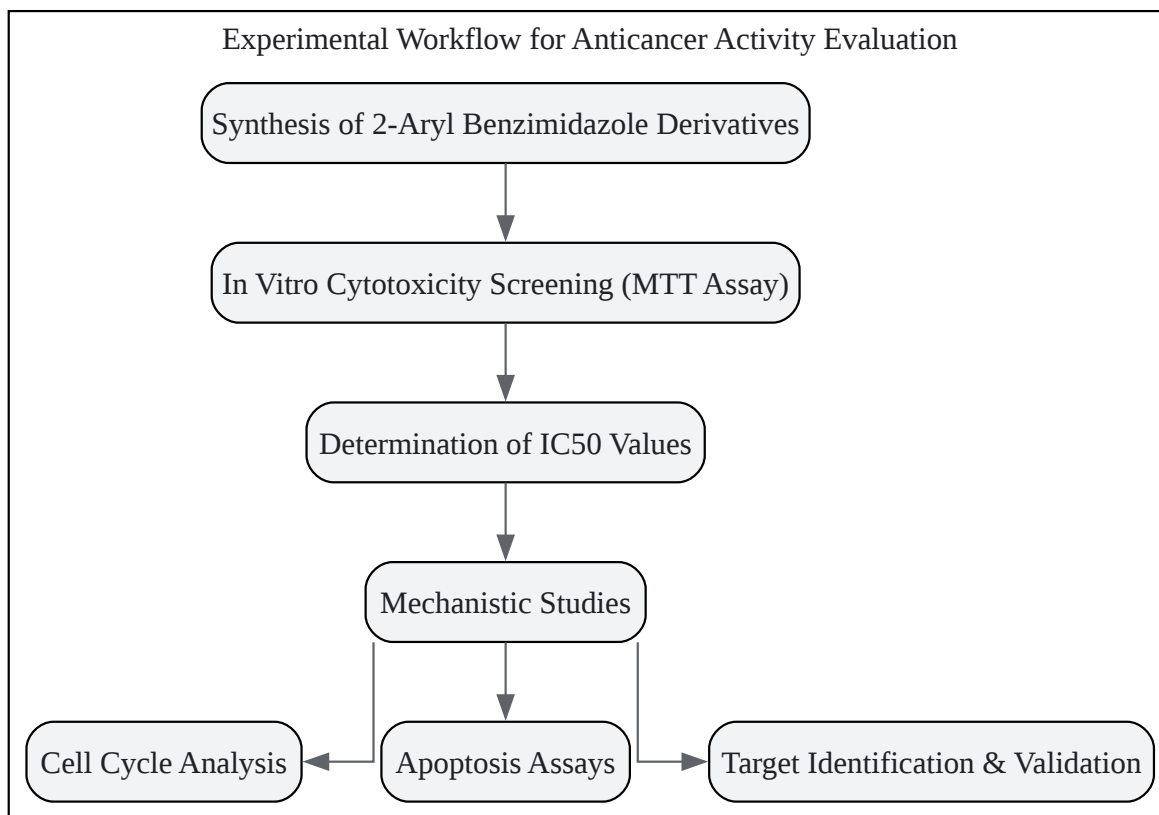 Experimental Workflow for Anticancer Activity Evaluation
Synthesis of 2-Aryl Benzimidazole Derivatives
In Vitro Cytotoxicity Screening (MTT Assay)
Determination of IC50 Values
Mechanistic Studies
Cell Cycle Analysis
Apoptosis Assays
Target Identification & Validation